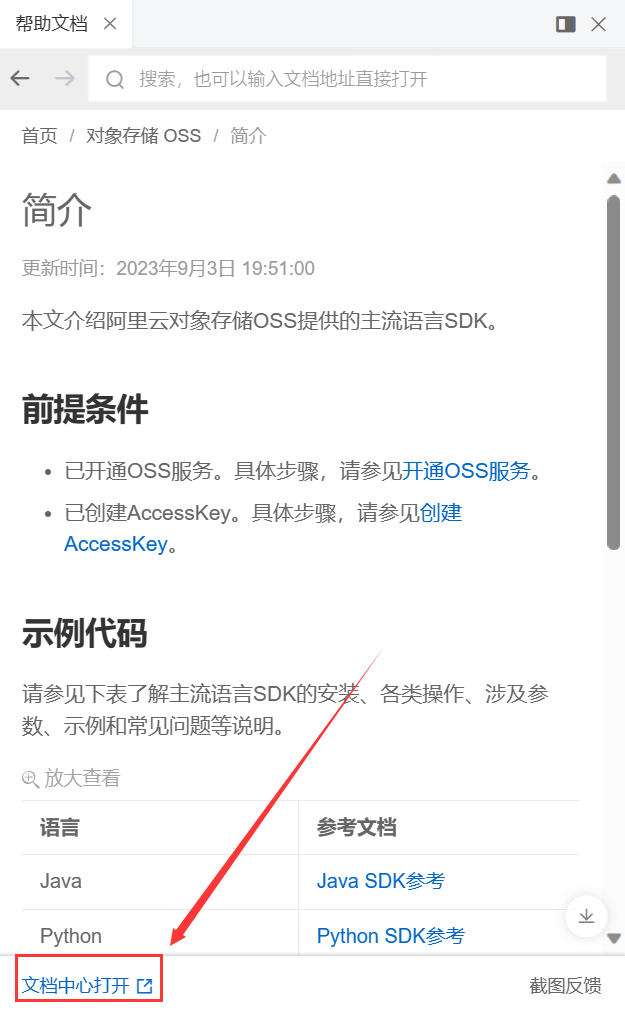 帮助文档
搜索，也可以输入文档地址直接打开
首页 / 对象存储 OSS / 简介
简介
更新时间：2023年9月3日 19:51:00
本文介绍阿里云对象存储OSS提供的主流语言SDK。
前提条件
• 已开通OSS服务。具体步骤，请参见开通OSS服务。
• 已创建AccessKey。具体步骤，请参见创建
AccessKey。
示例代码
请参见下表了解主流语言SDK的安装、各类操作、涉及参
数、示例和常见问题等说明。
放大查看
语言 参考文档
Java Java SDK参考
Python Python SDK参考
文档中心打开 截图反馈